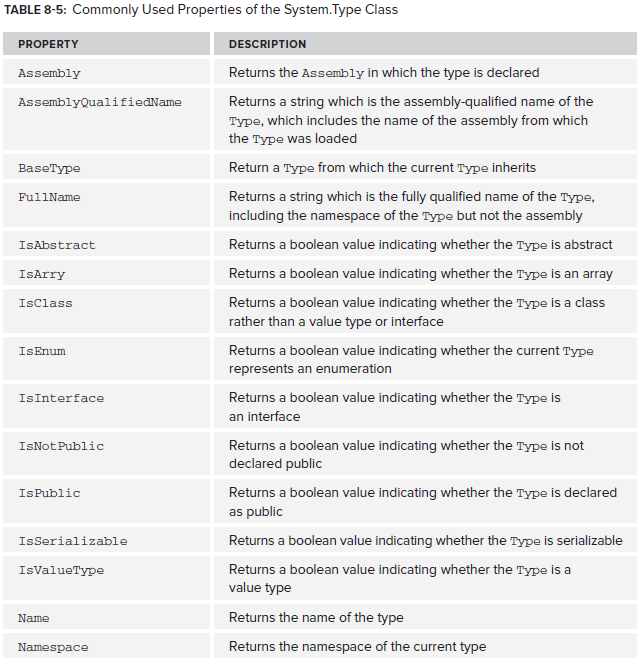 TABLE 8-5: Commonly Used Properties of the System.Type Class
PROPERTY DESCRIPTION
Assembly Returns the Assembly in which the type is declared
AssemblyQualifiedName Returns a string which is the assembly-qualified name of the
Type, which includes the name of the assembly from which
the Type was loaded
BaseType Return a Type from which the current Type inherits
FullName Returns a string which is the fully qualified name of the Type,
including the namespace of the Type but not the assembly
IsAbstract Returns a boolean value indicating whether the Type is abstract
IsArry Returns a boolean value indicating whether the Type is an array
IsClass Returns a boolean value indicating whether the Type is a class
rather than a value type or interface
IsEnum Returns a boolean value indicating whether the current Type
represents an enumeration
IsInterface Returns a boolean value indicating whether the Type is
an interface
IsNotPublic Returns a boolean value indicating whether the Type is not
declared public
IsPublic Returns a boolean value indicating whether the Type is declared
as public
IsSerializable Returns a boolean value indicating whether the Type is serializable
IsValueType Returns a boolean value indicating whether the Type is a
value type
Name Returns the name of the type
Namespace Returns the namespace of the current type